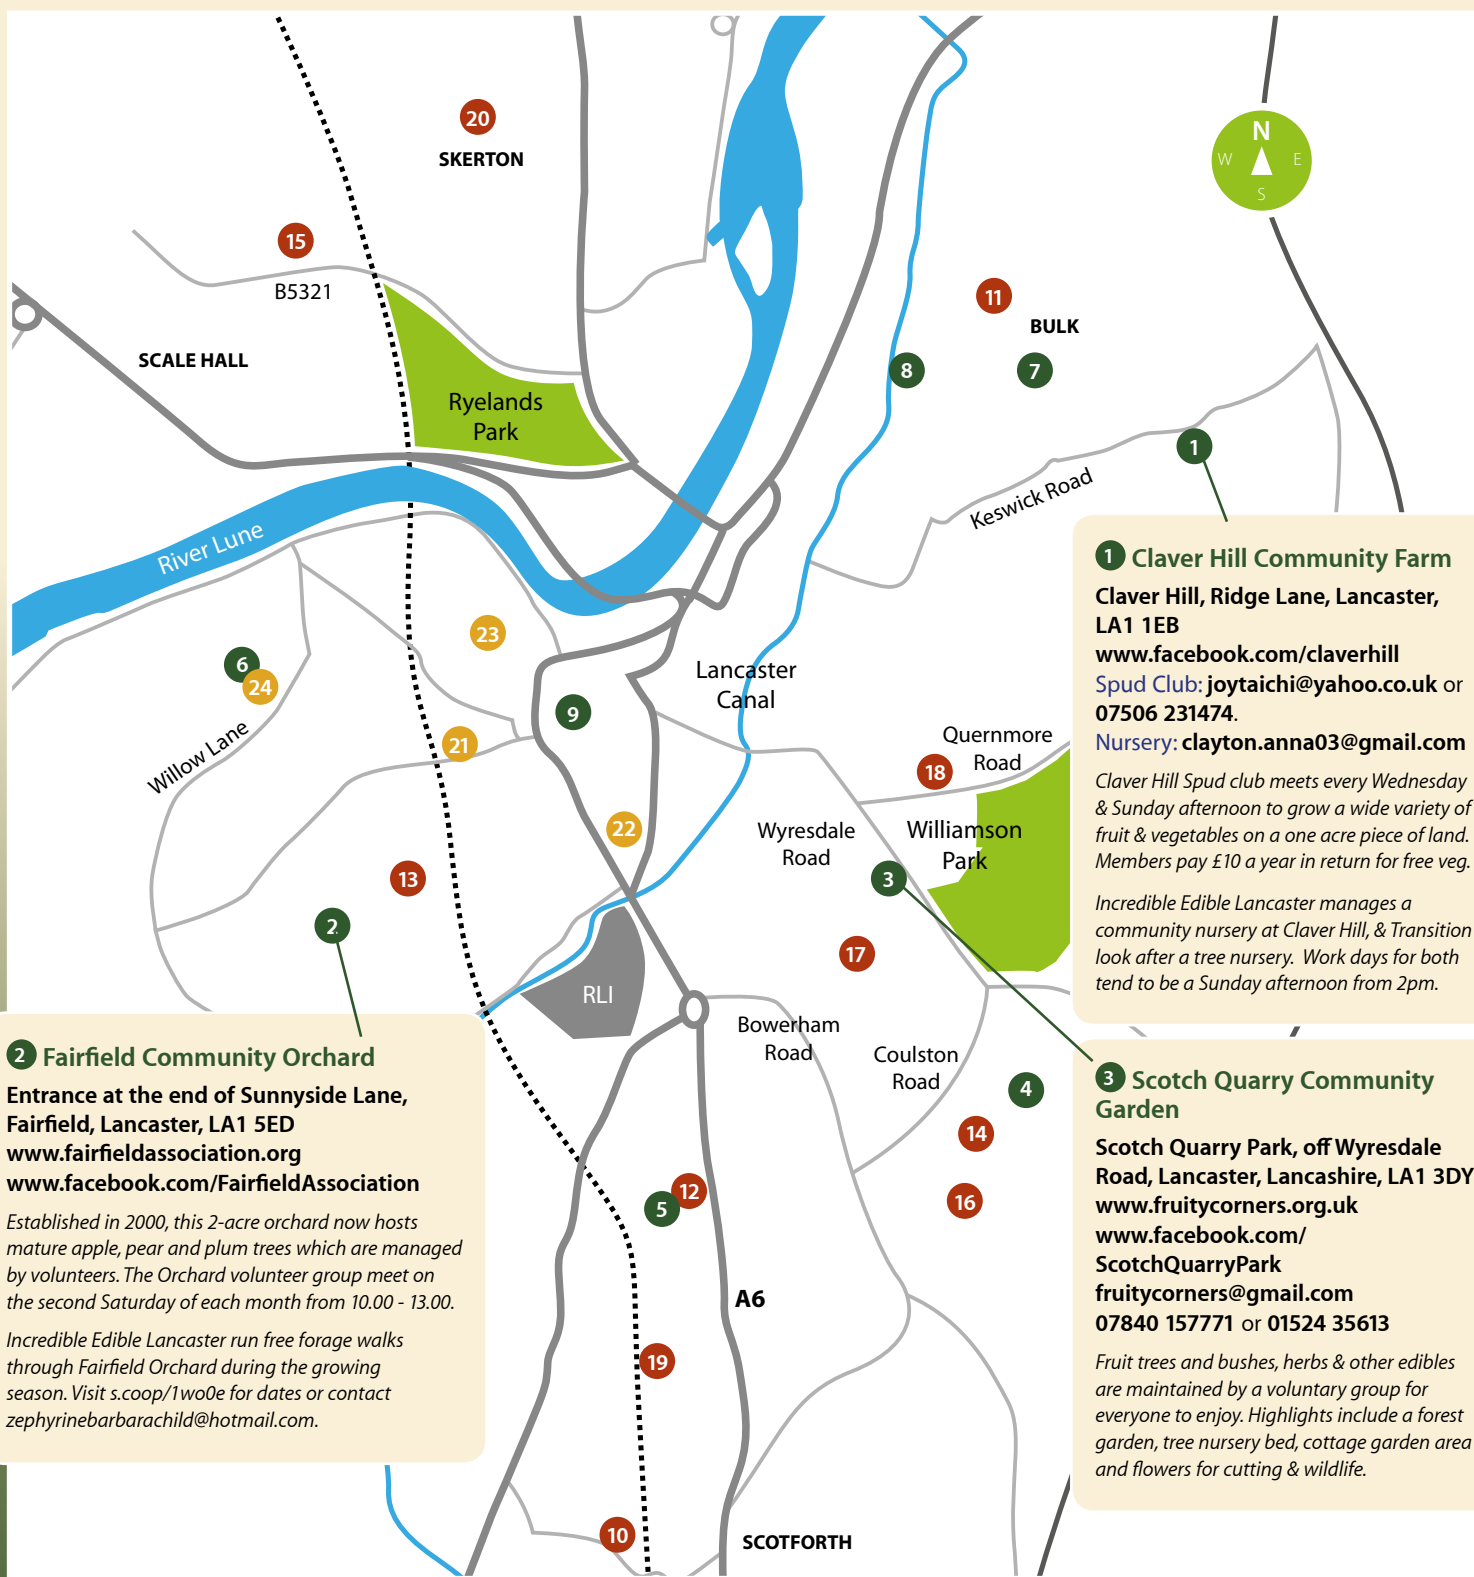 20
SKERTON
N
W
E
S
15
B5321
11
BULK
SCALE HALL
8
7
Ryelands
Park
1
Keswick Road
River Lune
23
6
24
Willow Lane
9
21
Lancaster
Canal
Quernmore
Road
18
22
Wyresdale
Road
Williamson
Park
13
3
2
17
RLI
Bowerham
Road
Coulston
Road
4
14
12
5
16
A6
19
10
SCOTFORTH
1 Claver Hill Community Farm
Claver Hill, Ridge Lane, Lancaster,
LA1 1EB
www.facebook.com/claverhill
Spud Club: joytaichi@yahoo.co.uk or
07506 231474.
Nursery: clayton.anna03@gmail.com
Claver Hill Spud club meets every Wednesday
& Sunday afternoon to grow a wide variety of
fruit & vegetables on a one acre piece of land.
Members pay £10 a year in return for free veg.
Incredible Edible Lancaster manages a
community nursery at Claver Hill, & Transition
look after a tree nursery. Work days for both
tend to be a Sunday afternoon from 2pm.
2 Fairfield Community Orchard
Entrance at the end of Sunnyside Lane,
Fairfield, Lancaster, LA1 5ED
www.fairfieldassociation.org
www.facebook.com/FairfieldAssociation
Established in 2000, this 2-acre orchard now hosts
mature apple, pear and plum trees which are managed
by volunteers. The Orchard volunteer group meet on
the second Saturday of each month from 10.00 - 13.00.
Incredible Edible Lancaster run free forage walks
through Fairfield Orchard during the growing
season. Visit s.coop/1wo0e for dates or contact
zephyrinebarbarachild@hotmail.com.
3 Scotch Quarry Community
Garden
Scotch Quarry Park, off Wyresdale
Road, Lancaster, Lancashire, LA1 3DY
www.fruitycorners.org.uk
www.facebook.com/
ScotchQuarryPark
fruitycorners@gmail.com
07840 157771 or 01524 35613
Fruit trees and bushes, herbs & other edibles
are maintained by a voluntary group for
everyone to enjoy. Highlights include a forest
garden, tree nursery bed, cottage garden area
and flowers for cutting & wildlife.